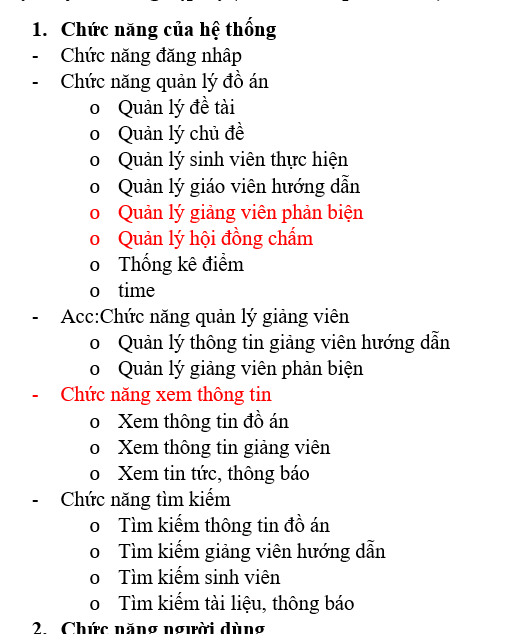 1. Chức năng của hệ thống
- Chức năng đăng nhâp
- Chức năng quản lý đồ án
o Quản lý đề tài
o Quản lý chủ đề
o Quản lý sinh viên thực hiện
o Quản lý giáo viên hướng dẫn
o Quản lý giảng viên phản biện
o Quản lý hội đồng chấm
o Thống kê điểm
o time
- Acc:Chức năng quản lý giảng viên
o Quản lý thông tin giảng viên hướng dẫn
o Quản lý giảng viên phản biện
- Chức năng xem thông tin
o Xem thông tin đồ án
o Xem thông tin giảng viên
o Xem tin tức, thông báo
- Chức năng tìm kiếm
o Tìm kiếm thông tin đồ án
o Tìm kiếm giảng viên hướng dẫn
o Tìm kiếm sinh viên
o Tìm kiếm tài liệu, thông báo
2. Chức năng người dùng